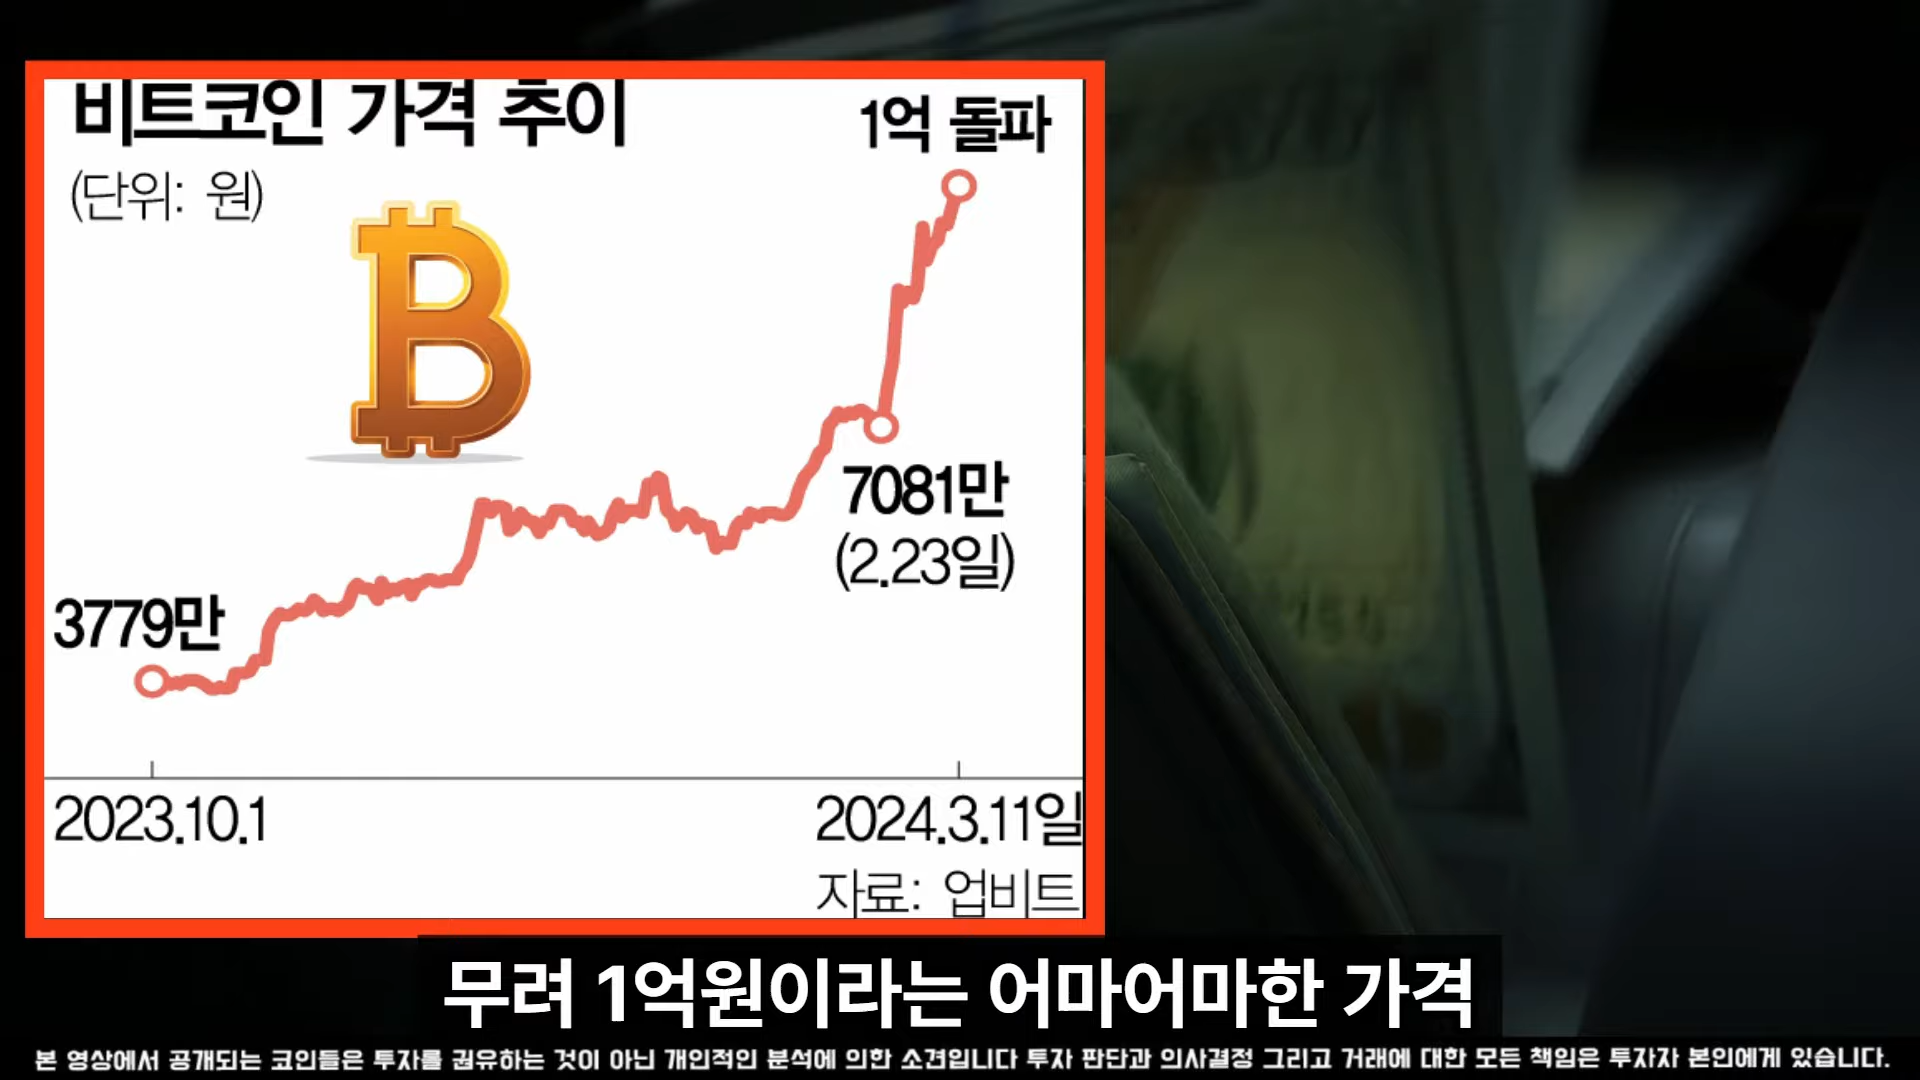 비트코인 가격 추이
1억 돌파
(단위: 원)
7081만
(2.23일)
3779만
2023.10.1
2024.3.11일
자료: 업비트
무려 1억원이라는 어마어마한 가격
본 영상에서 공개되는 코인들은 투자를 권유하는 것이 아닌 개인적인 분석에 의한 소견입니다 투자 판단과 의사결정 그리고 거래에 대한 모든 책임은 투자자 본인에게 있습니다.